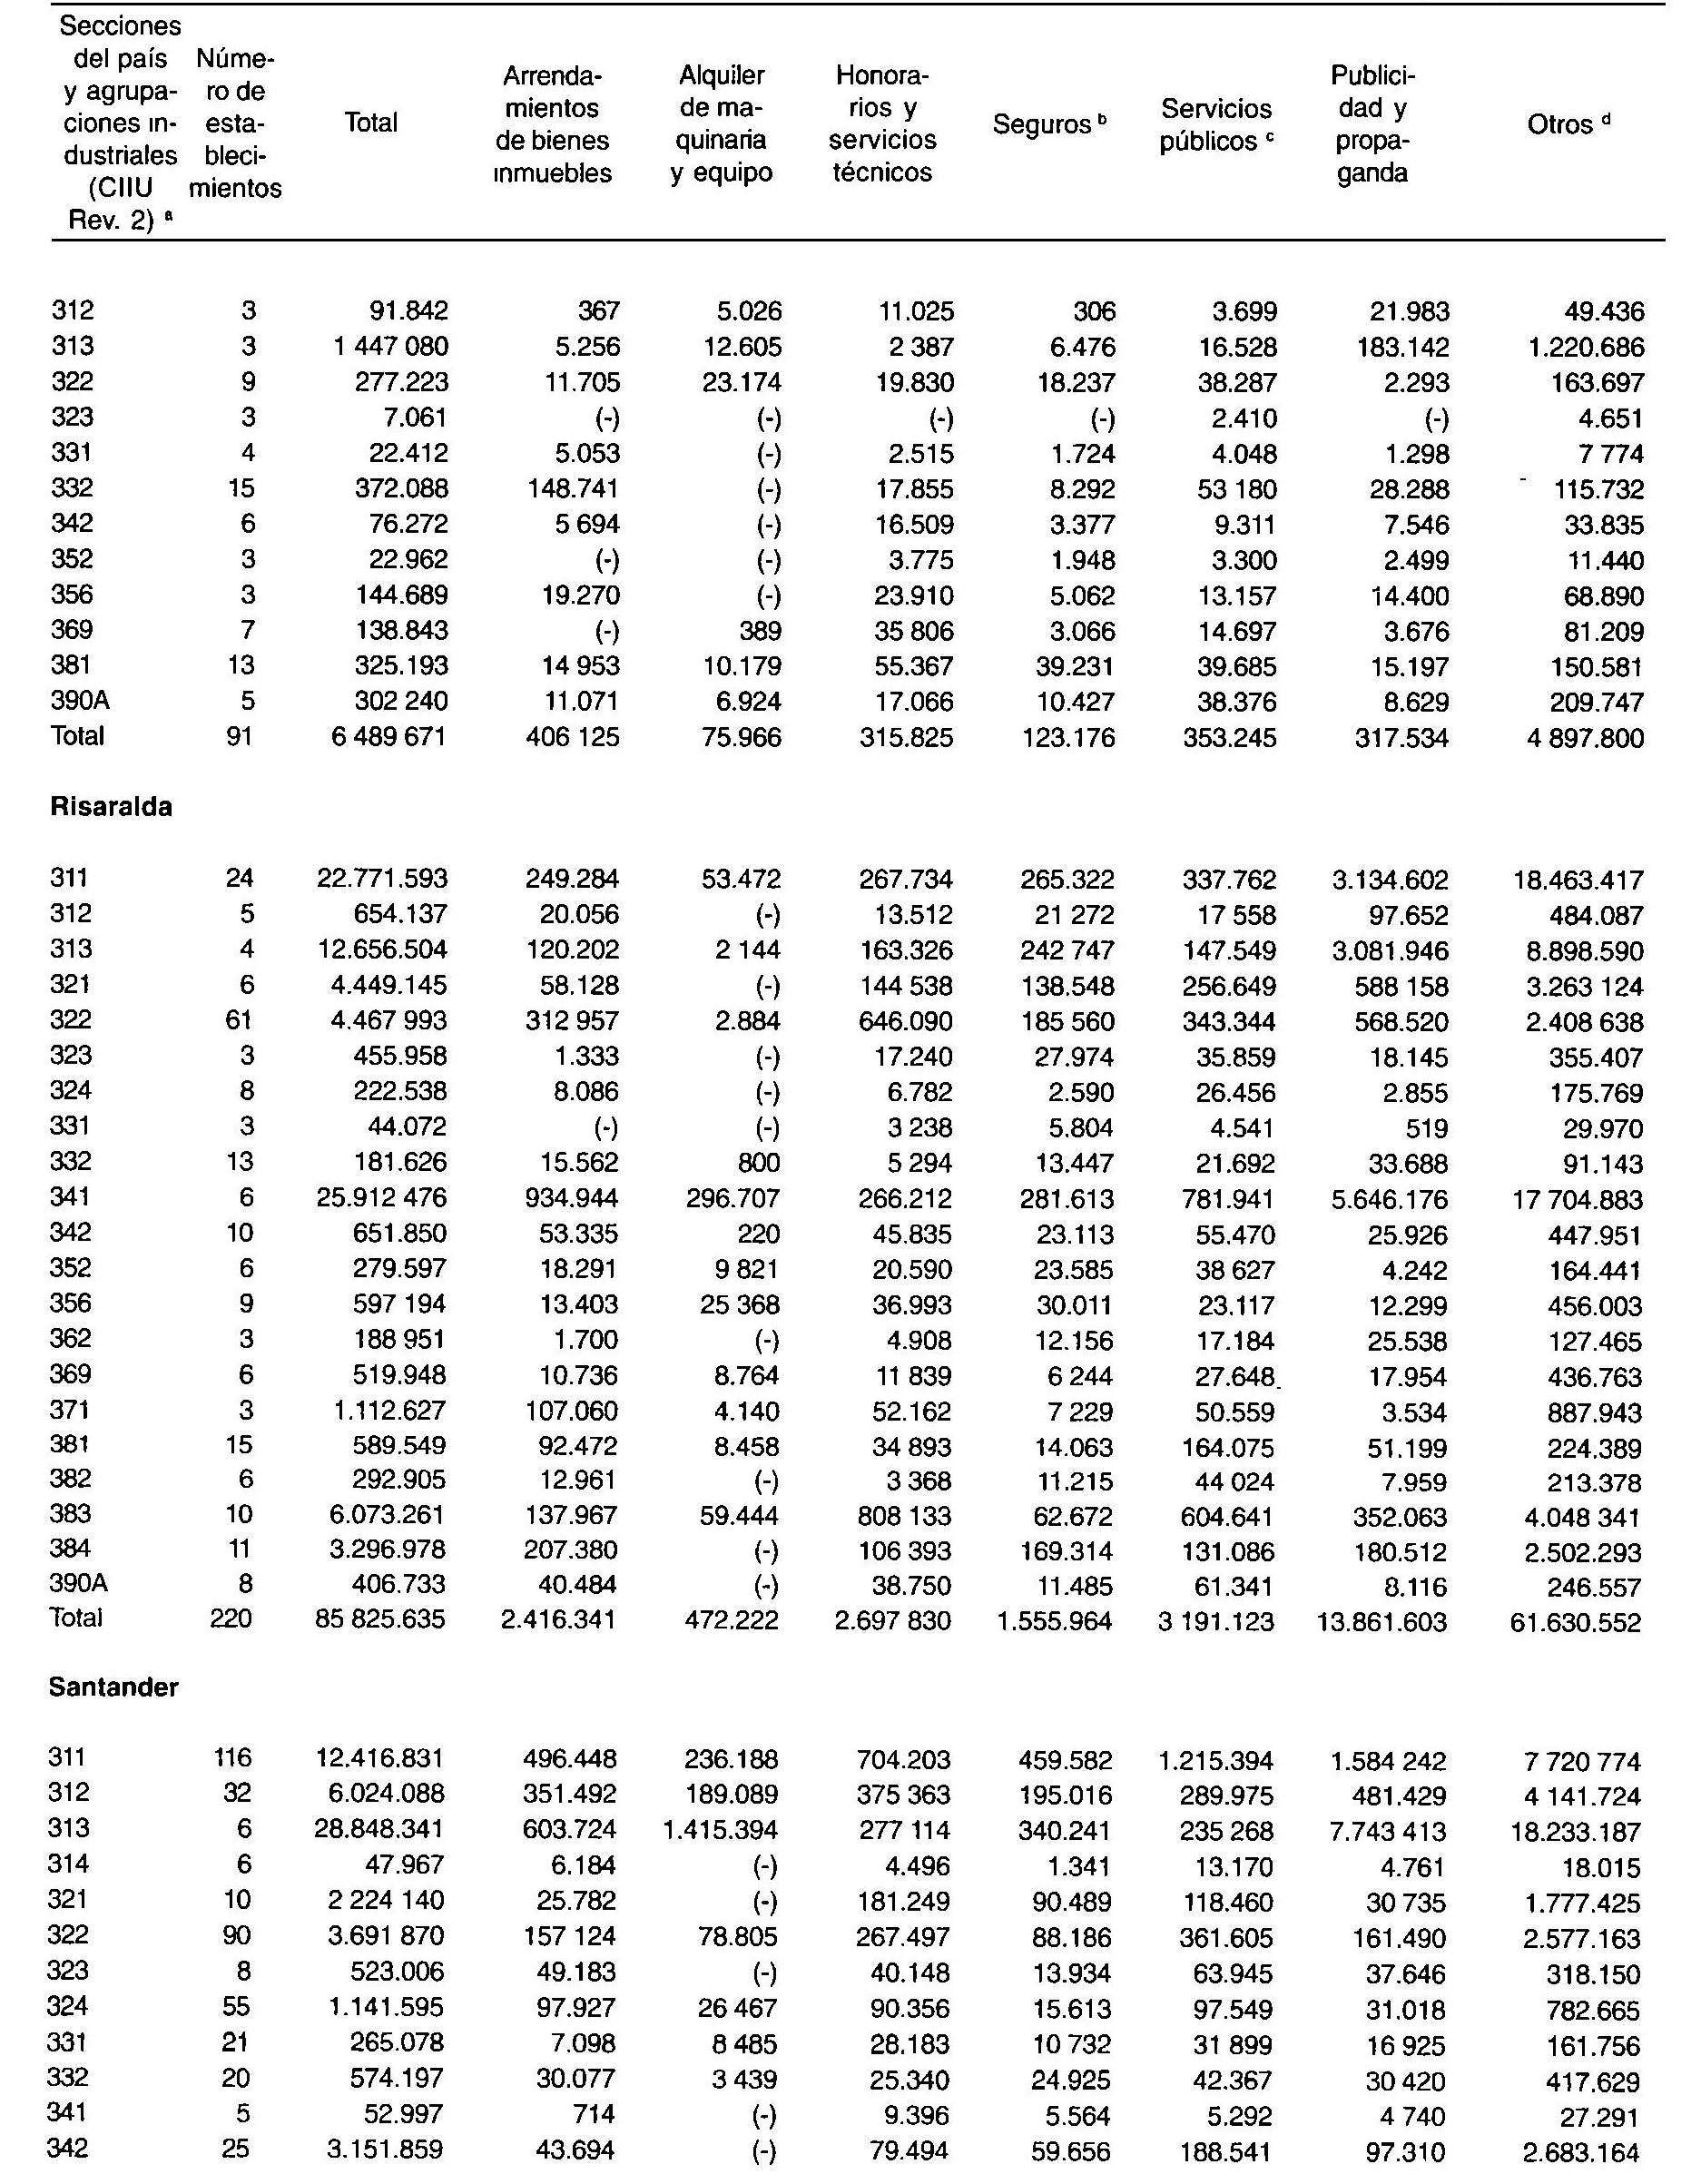 Secciones del país y agrupaciones industriales (CIIU Rev. 2) a	Número de establecimientos	Total	Arrendamientos de bienes inmuebles	Alquiler de maquinaria y equipo	Honorarios y servicios técnicos	Seguros b	Servicios públicos c	Publicidad y propaganda	Otros d
312 3 91.842 367 5.026 11.025 306 3.699 21.983 49.436
313 3 1 447 080 5.256 12.605 2 387 6.476 16.528 183.142 1.220.686
322 9 277.223 11.705 23.174 19.830 18.237 38.287 2.293 163.697
323 3 7.061 (-) (-) (-) (-) 2.410 (-) 4.651
331 4 22.412 5.053 (-) 2.515 1.724 4.048 1.298 7 774
332 15 372.088 148.741 (-) 17.855 8.292 53 180 28.288 115.732
342 6 76.272 5 694 (-) 16.509 3.377 9.311 7.546 33.835
352 3 22.962 (-) (-) 3.775 1.948 3.300 2.499 11.440
356 3 144.689 19.270 (-) 23.910 5.062 13.157 14.400 68.890
369 7 138.843 (-) 389 35 806 3.066 14.697 3.676 81.209
381 13 325.193 14 953 10.179 55.367 39.231 39.685 15.197 150.581
390A 5 302 240 11.071 6.924 17.066 10.427 38.376 8.629 209.747
Total 91 6 489 671 406 125 75.966 315.825 123.176 353.245 317.534 4 897.800
Risaralda
311 24 22.771.593 249.284 53.472 267.734 265.322 337.762 3.134.602 18.463.417
312 5 654.137 20.056 (-) 13.512 21 272 17 558 97.652 484.087
313 4 12.656.504 120.202 2 144 163.326 242 747 147.549 3.081.946 8.898.590
321 6 4.449.145 58.128 (-) 144 538 138.548 256.649 588 158 3.263 124
322 61 4.467 993 312 957 2.884 646.090 185 560 343.344 568.520 2.408 638
323 3 455.958 1.333 (-) 17.240 27.974 35.859 18.145 355.407
324 8 222.538 8.086 (-) 6.782 2.590 26.456 2.855 175.769
331 3 44.072 (-) (-) 3 238 5.804 4.541 519 29.970
332 13 181.626 15.562 800 5 294 13.447 21.692 33.688 91.143
341 6 25.912 476 934.944 296.707 266.212 281.613 781.941 5.646.176 17 704.883
342 10 651.850 53.335 220 45.835 23.113 55.470 25.926 447.951
352 6 279.597 18.291 9 821 20.590 23.585 38 627 4.242 164.441
356 9 597 194 13.403 25 368 36.993 30.011 23.117 12.299 456.003
362 3 188 951 1.700 (-) 4.908 12.156 17.184 25.538 127.465
369 6 519.948 10.736 8.764 11 839 6 244 27.648 17.954 436.763
371 3 1.112.627 107.060 4.140 52.162 7 229 50.559 3.534 887.943
381 15 589.549 92.472 8.458 34 893 14.063 164.075 51.199 224.389
382 6 292.905 12.961 (-) 3 368 11.215 44 024 7.959 213.378
383 10 6.073.261 137.967 59.444 808 133 62.672 604.641 352.063 4.048 341
384 11 3.296.978 207.380 (-) 106 393 169.314 131.086 180.512 2.502.293
390A 8 406.733 40.484 (-) 38.750 11.485 61.341 8.116 246.557
Total 220 85 825.635 2.416.341 472.222 2.697 830 1.555.964 3 191.123 13.861.603 61.630.552
Santander
311 116 12.416.831 496.448 236.188 704.203 459.582 1.215.394 1.584 242 7 720 774
312 32 6.024.088 351.492 189.089 375 363 195.016 289.975 481.429 4 141.724
313 6 28.848.341 603.724 1.415.394 277 114 340.241 235 268 7.743 413 18.233.187
314 6 47.967 6.184 (-) 4.496 1.341 13.170 4.761 18.015
321 10 2 224 140 25.782 (-) 181.249 90.489 118.460 30 735 1.777.425
322 90 3.691 870 157 124 78.805 267.497 88.186 361.605 161.490 2.577.163
323 8 523.006 49.183 (-) 40.148 13.934 63.945 37.646 318.150
324 55 1.141.595 97.927 26 467 90.356 15.613 97.549 31.018 782.665
331 21 265.078 7.098 8 485 28.183 10 732 31 899 16 925 161.756
332 20 574.197 30.077 3 439 25.340 24.925 42.367 30 420 417.629
341 5 52.997 714 (-) 9.396 5.564 5.292 4 740 27.291
342 25 3.151.859 43.694 (-) 79.494 59.656 188.541 97.310 2.683.164